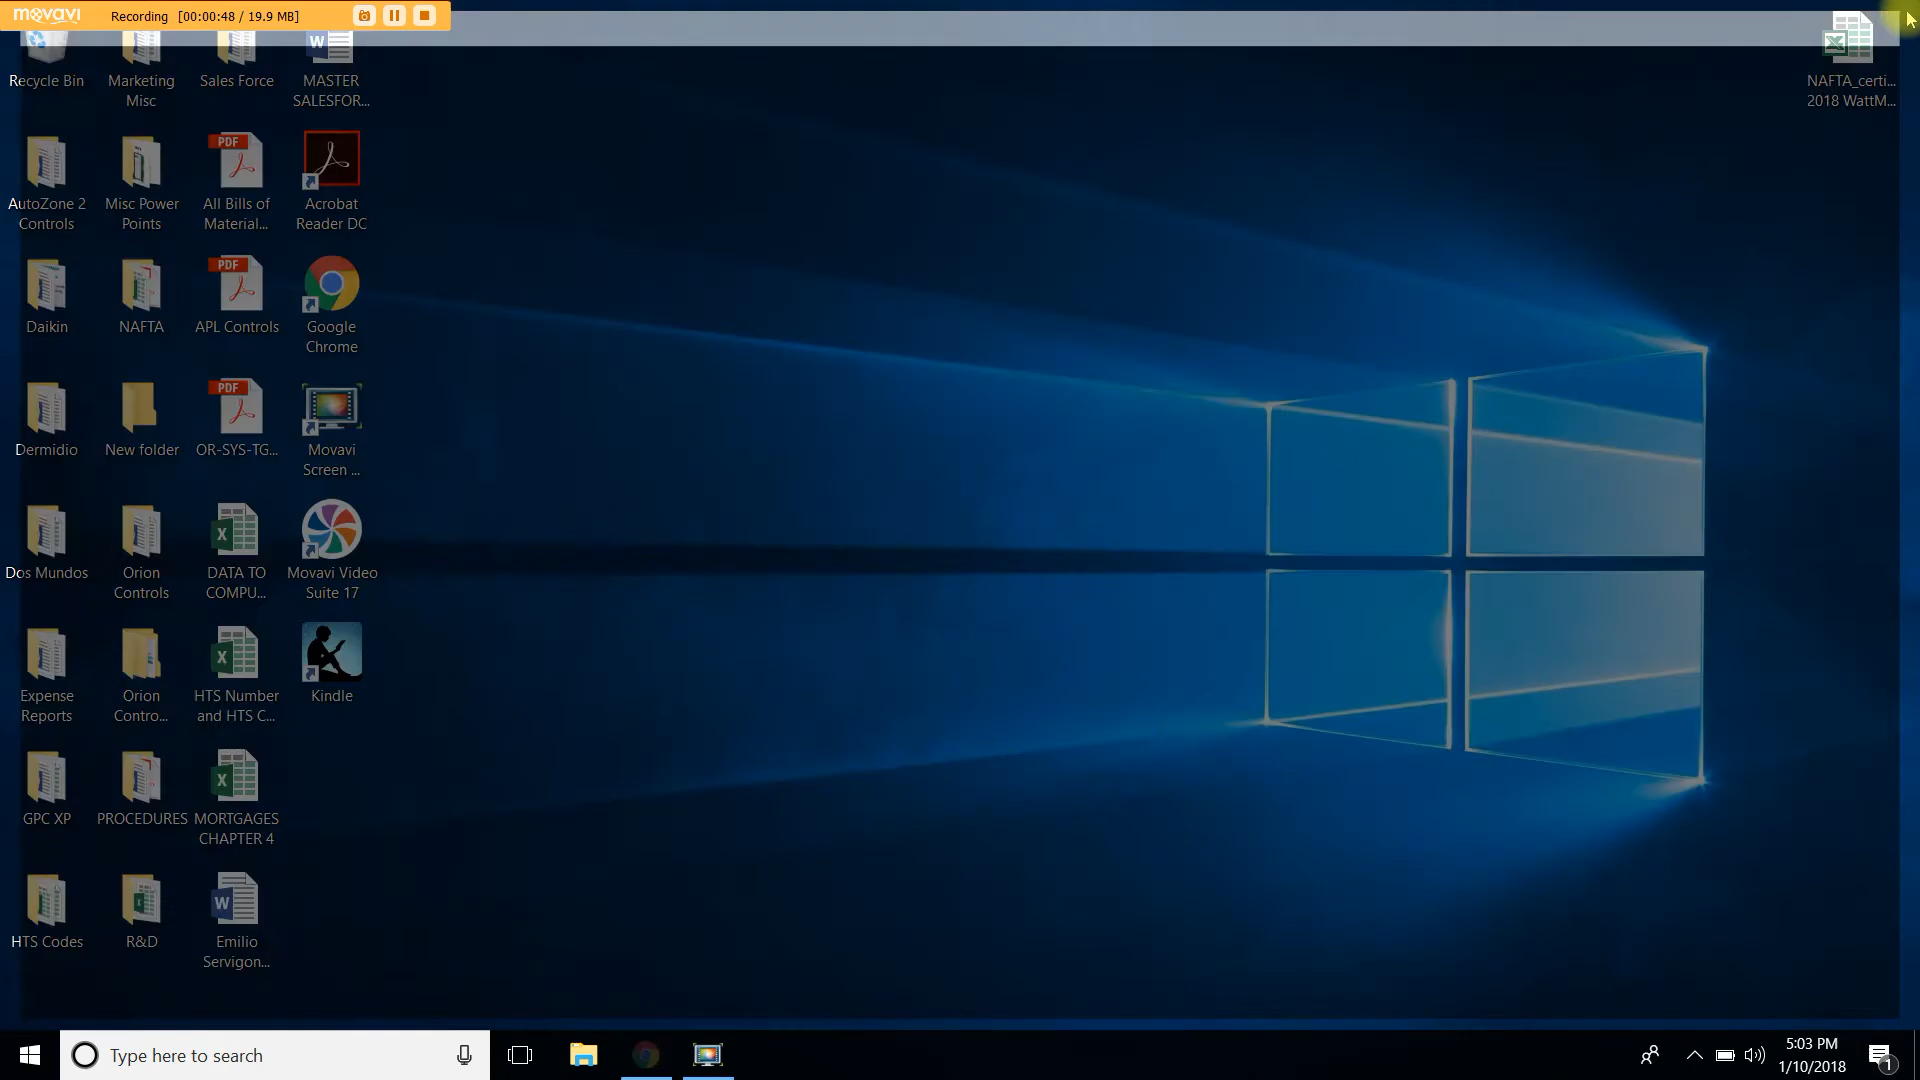 movavi
Recording [00:00:48 / 19.9 MB]
Recycle Bin
Marketing
Misc
Sales Force
MASTER
SALESFOR...
NAFTA_certi...
2018 WattM...
AutoZone 2
Controls
Misc Power
Points
PDF
All Bills of
Material...
Acrobat
Reader DC
Daikin
NAFTA
PDF
APL Controls
Google
Chrome
Dermidio
New folder
PDF
OR-SYS-TG...
Movavi
Screen ...
Dos Mundos
Orion
Controls
DATA TO
COMPU...
Movavi Video
Suite 17
Expense
Reports
Orion
Contro...
HTS Number
and HTS C...
Kindle
GPC XP
PROCEDURES
MORTGAGES
CHAPTER 4
HTS Codes
R&D
Emilio
Servigon...
Type here to search
5:03 PM
1/10/2018
1